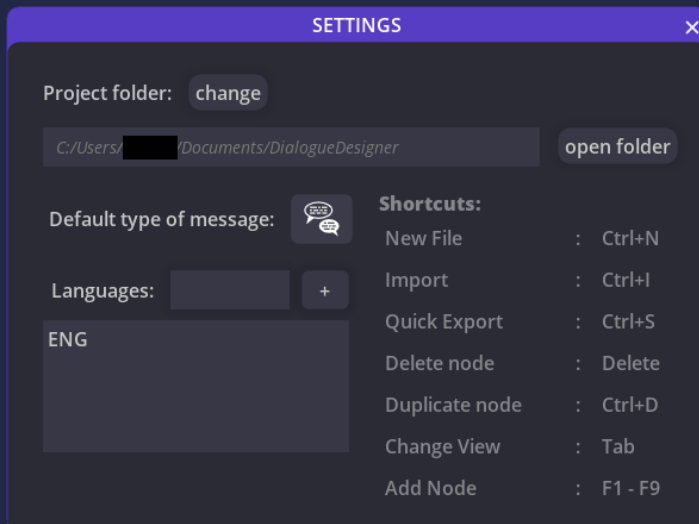 SETTINGS
Project folder: change
C:/Users/ /Documents/DialogueDesigner
open folder
Default type of message:
Languages: +
ENG
Shortcuts:
New File : Ctrl+N
Import : Ctrl+I
Quick Export : Ctrl+S
Delete node : Delete
Duplicate node : Ctrl+D
Change View : Tab
Add Node : F1 - F9